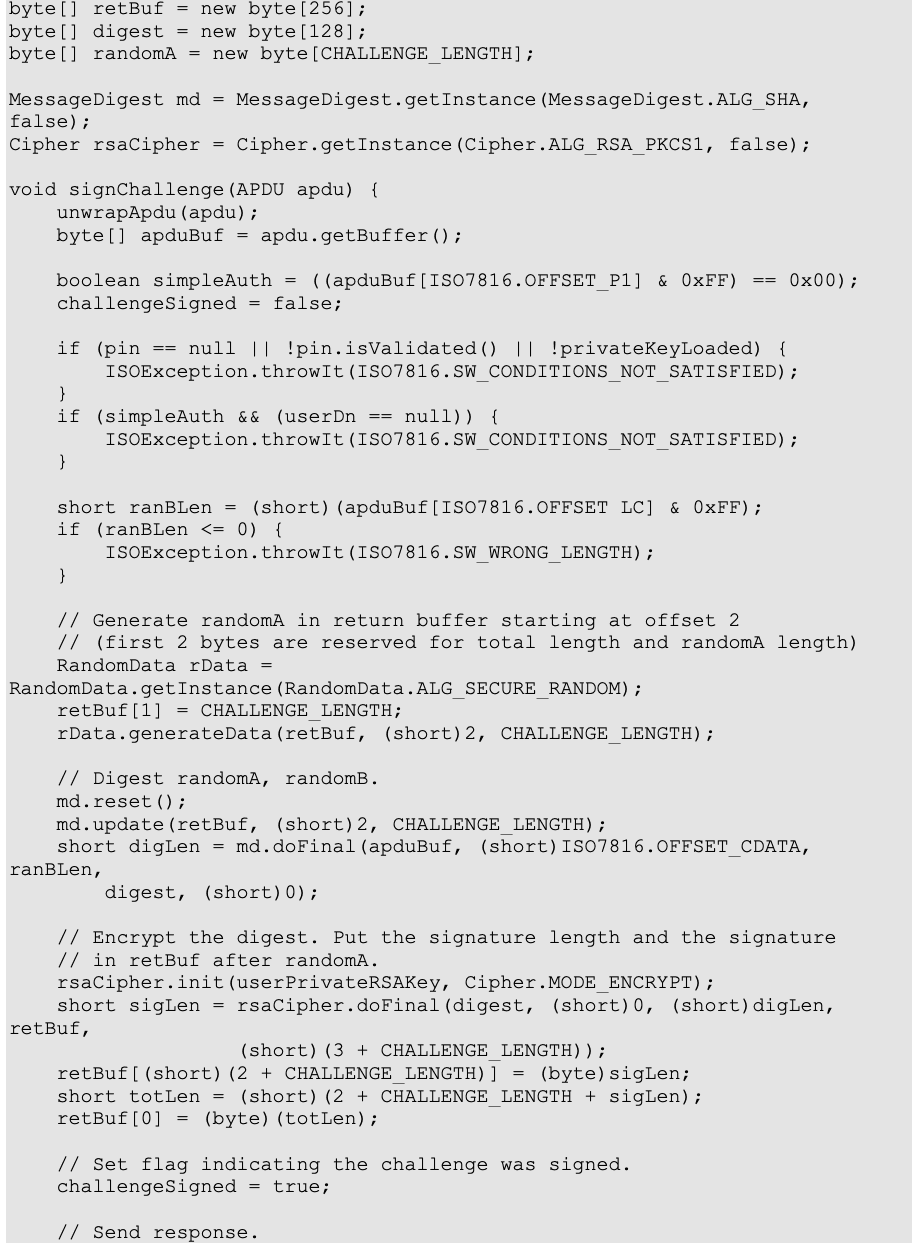 byte[] retBuf = new byte[256];
byte[] digest = new byte[128];
byte[] randomA = new byte[CHALLENGE_LENGTH];

MessageDigest md = MessageDigest.getInstance(MessageDigest.ALG_SHA,
false);
Cipher rsaCipher = Cipher.getInstance(Cipher.ALG_RSA_PKCS1, false);

void signChallenge(APDU apdu) {
    unwrapApdu(apdu);
    byte[] apduBuf = apdu.getBuffer();

    boolean simpleAuth = ((apduBuf[ISO7816.OFFSET_P1] & 0xFF) == 0x00);
    challengeSigned = false;

    if (pin == null || !pin.isValidated() || !privateKeyLoaded) {
        ISOException.throwIt(ISO7816.SW_CONDITIONS_NOT_SATISFIED);
    }
    if (simpleAuth && (userDn == null)) {
        ISOException.throwIt(ISO7816.SW_CONDITIONS_NOT_SATISFIED);
    }

    short ranBLen = (short)(apduBuf[ISO7816.OFFSET LC] & 0xFF);
    if (ranBLen <= 0) {
        ISOException.throwIt(ISO7816.SW_WRONG_LENGTH);
    }

    // Generate randomA in return buffer starting at offset 2
    // (first 2 bytes are reserved for total length and randomA length)
    RandomData rData =
RandomData.getInstance(RandomData.ALG_SECURE_RANDOM);
    retBuf[1] = CHALLENGE_LENGTH;
    rData.generateData(retBuf, (short)2, CHALLENGE_LENGTH);

    // Digest randomA, randomB.
    md.reset();
    md.update(retBuf, (short)2, CHALLENGE_LENGTH);
    short digLen = md.doFinal(apduBuf, (short)ISO7816.OFFSET_CDATA,
ranBLen,
        digest, (short)0);

    // Encrypt the digest. Put the signature length and the signature
    // in retBuf after randomA.
    rsaCipher.init(userPrivateRSAKey, Cipher.MODE_ENCRYPT);
    short sigLen = rsaCipher.doFinal(digest, (short)0, (short)digLen,
retBuf,
                    (short)(3 + CHALLENGE_LENGTH));
    retBuf[(short)(2 + CHALLENGE_LENGTH)] = (byte)sigLen;
    short totLen = (short)(2 + CHALLENGE_LENGTH + sigLen);
    retBuf[0] = (byte)(totLen);

    // Set flag indicating the challenge was signed.
    challengeSigned = true;

    // Send response.